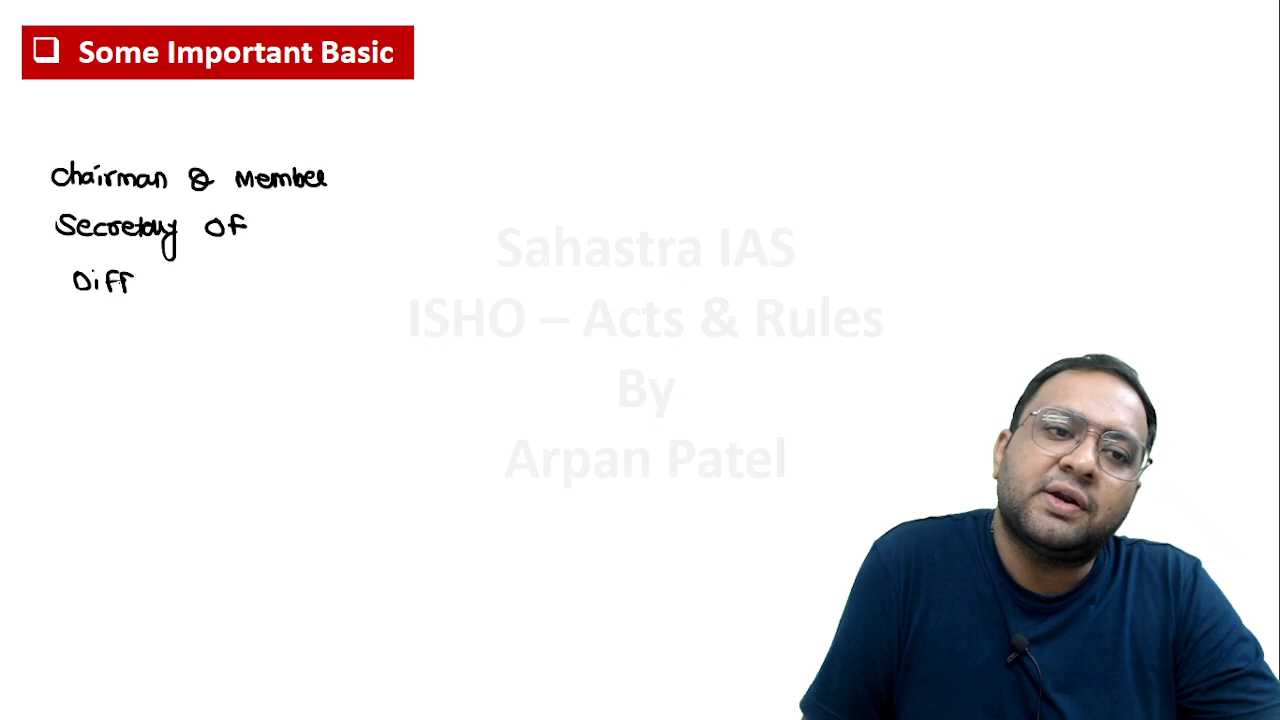 Some Important Basic
Chairman & Member
Secretary of
Diff
Sahastra IAS
ISHO – Acts & Rules
By
Arpan Patel